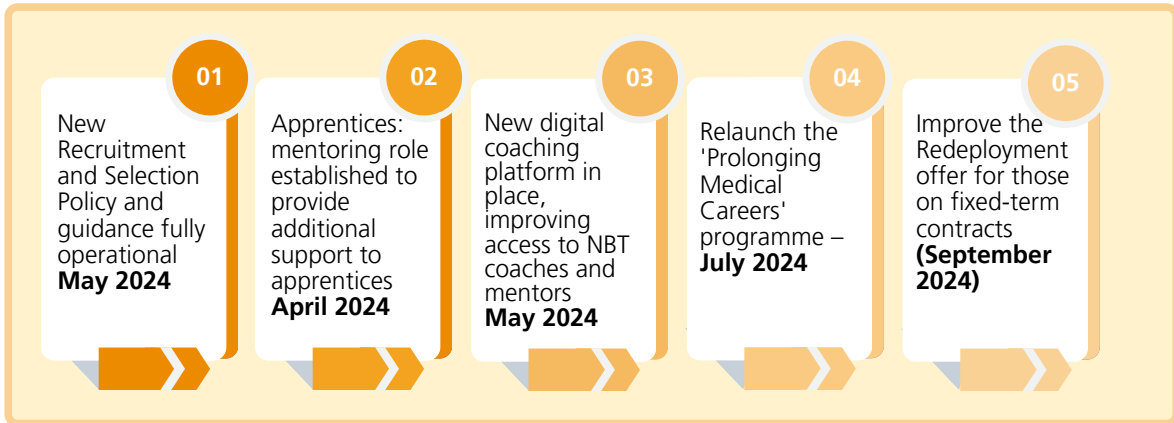 01
New
Recruitment
and Selection
Policy and
guidance fully
operational
May 2024
02
Apprentices:
mentoring role
established to
provide
additional
support to
apprentices
April 2024
03
New digital
coaching
platform in
place,
improving
access to NBT
coaches and
mentors
May 2024
04
Relaunch the
'Prolonging
Medical
Careers'
programme –
July 2024
05
Improve the
Redeployment
offer for those
on fixed-term
contracts
(September
2024)